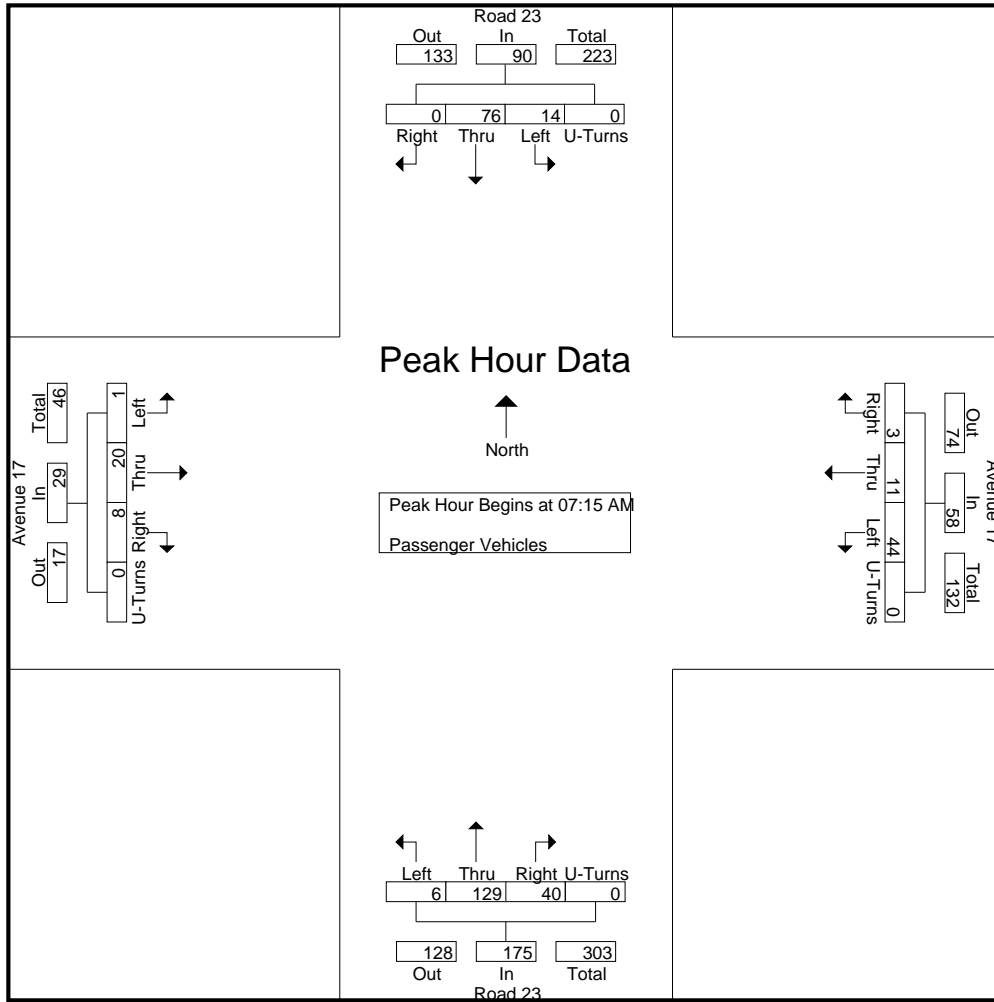 Road 23
Out In Total
133 90 223
0 76 14 0
Right Thru Left U-Turns
Peak Hour Data
North
Peak Hour Begins at 07:15 AM
Passenger Vehicles
Avenue 17
Total In Out
46 29 17
1 20 8 0
Left Thru Right U-Turns
Avenue 17
Out In Total
74 58 132
3 11 44 0
Right Thru Left U-Turns
Left Thru Right U-Turns
6 129 40 0
128 175 303
Out In Total
Road 23